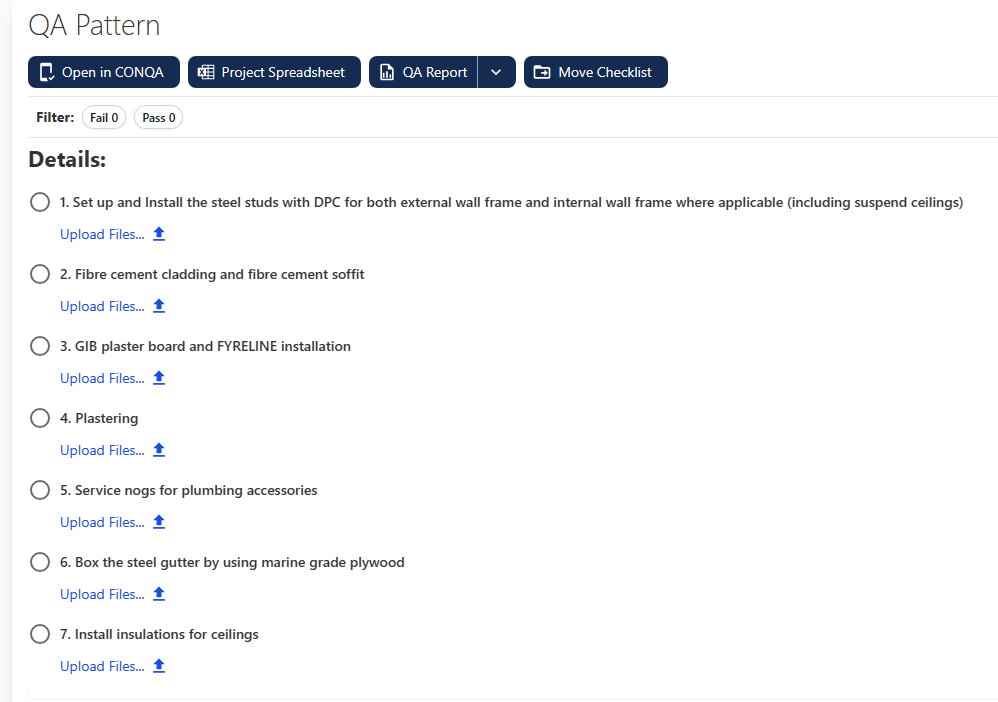 QA Pattern
Open in CONQA
Project Spreadsheet
QA Report
Move Checklist
Filter: Fail 0 Pass 0
Details:
1. Set up and Install the steel studs with DPC for both external wall frame and internal wall frame where applicable (including suspend ceilings)
Upload Files...
2. Fibre cement cladding and fibre cement soffit
Upload Files...
3. GIB plaster board and FYRELINE installation
Upload Files...
4. Plastering
Upload Files...
5. Service nogs for plumbing accessories
Upload Files...
6. Box the steel gutter by using marine grade plywood
Upload Files...
7. Install insulations for ceilings
Upload Files...